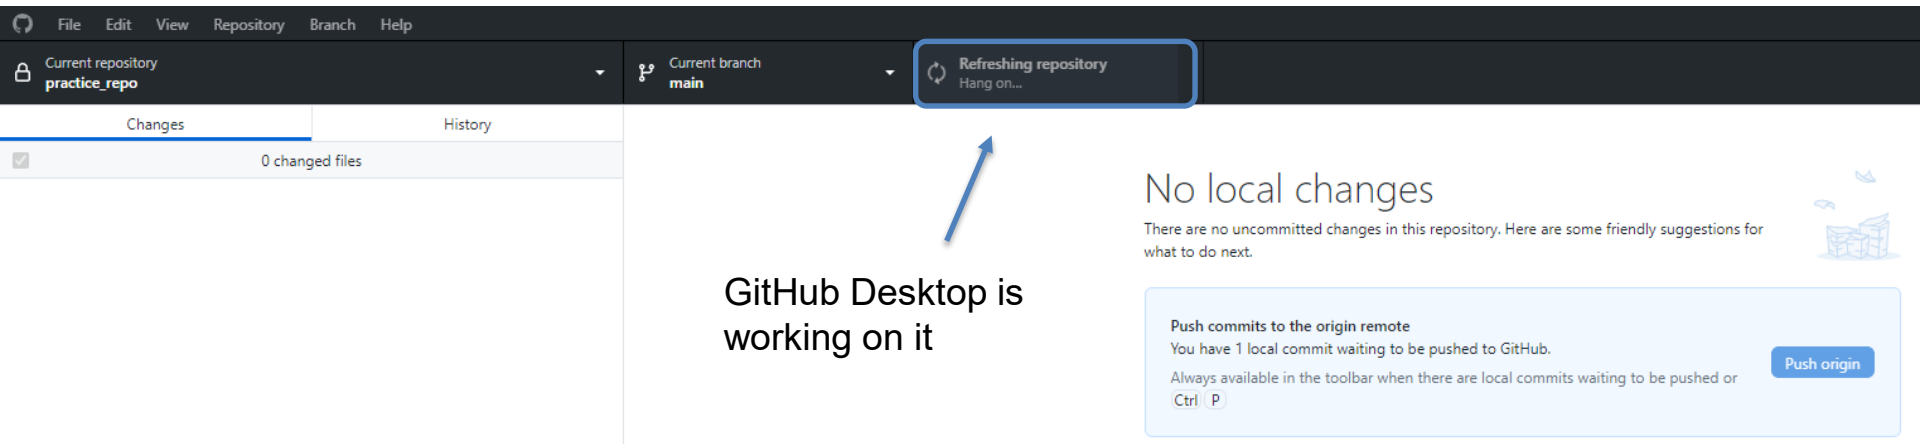 File Edit View Repository Branch Help
Current repository
practice_repo
Current branch
main
Refreshing repository
Hang on...
Changes History
0 changed files
No local changes
There are no uncommitted changes in this repository. Here are some friendly suggestions for
what to do next.
GitHub Desktop is
working on it
Push commits to the origin remote
You have 1 local commit waiting to be pushed to GitHub.
Always available in the toolbar when there are local commits waiting to be pushed or
Ctrl P
Push origin